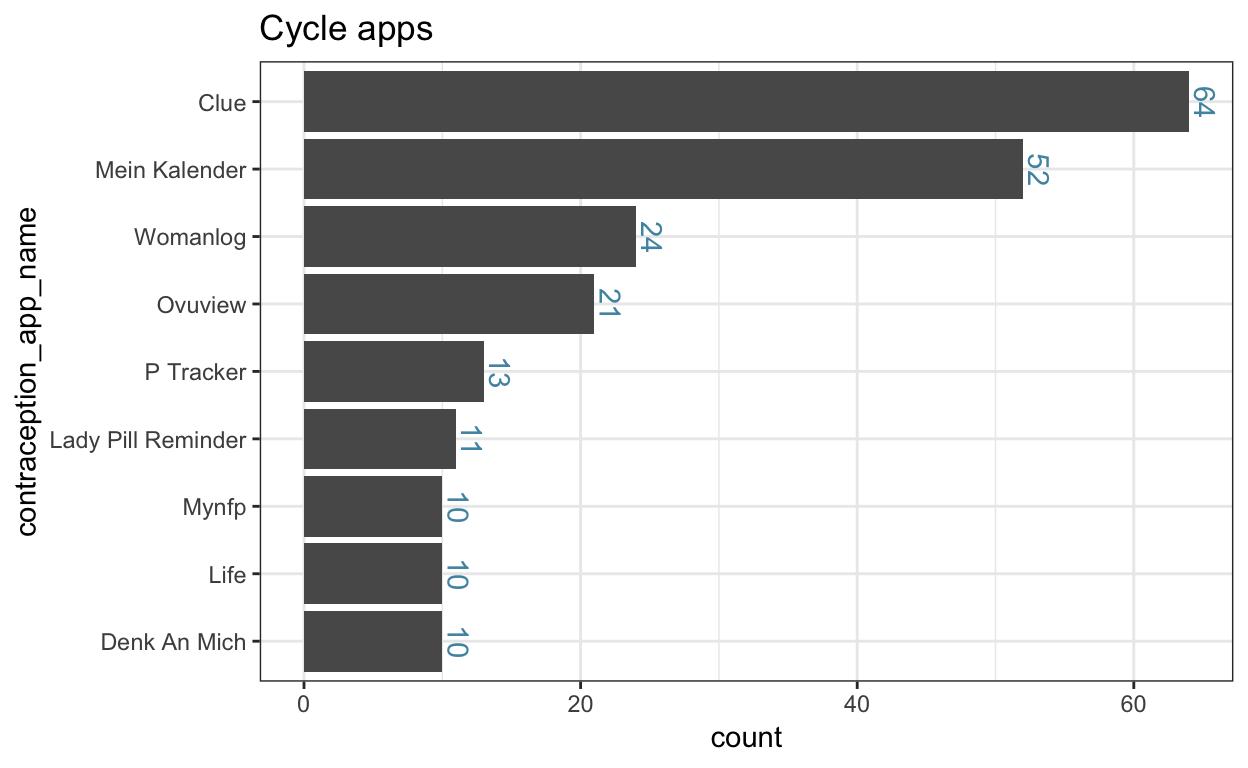 Cycle apps
contraception_app_name
Clue 64
Mein Kalender 52
Womanlog 24
Ovuview 21
P Tracker 13
Lady Pill Reminder 11
Mynfp 10
Life 10
Denk An Mich 10
0 20 40 60
count